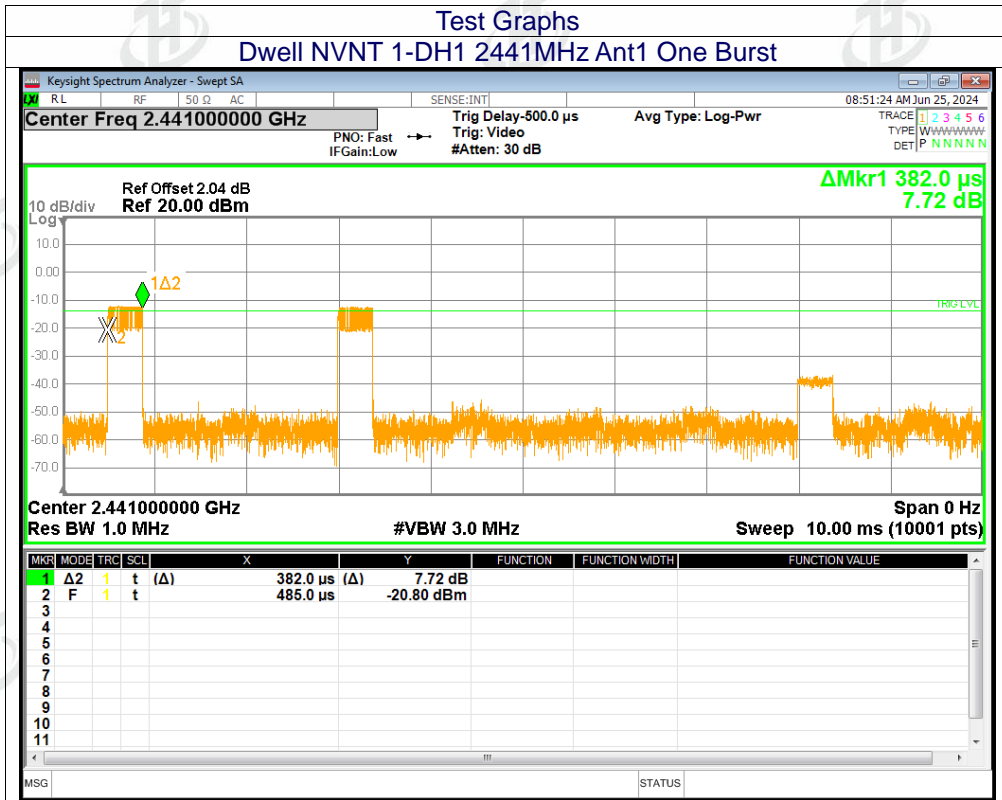 Test Graphs
Dwell NVNT 1-DH1 2441MHz Ant1 One Burst
Keysight Spectrum Analyzer - Swept SA
LXI RL RF 50 Ω AC SENSE:INT 08:51:24 AM Jun 25, 2024
Center Freq 2.441000000 GHz Trig Delay-500.0 μs Avg Type: Log-Pwr TRACE 1 2 3 4 5 6
PNO: Fast Trig: Video TYPE WWWWWW
IFGain:Low #Atten: 30 dB DET P N N N N N
ΔMkr1 382.0 μs
7.72 dB
Ref Offset 2.04 dB
10 dB/div Ref 20.00 dBm
Log
10.0
0.00
1Δ2
-10.0
TRIG LVL
-20.0
2
-30.0
-40.0
-50.0
-60.0
-70.0
Center 2.441000000 GHz Span 0 Hz
Res BW 1.0 MHz #VBW 3.0 MHz Sweep 10.00 ms (10001 pts)
MKR MODE TRC SCL X Y FUNCTION FUNCTION WIDTH FUNCTION VALUE
1 Δ2 1 t (Δ) 382.0 μs (Δ) 7.72 dB
2 F 1 t 485.0 μs -20.80 dBm
3
4
5
6
7
8
9
10
11
MSG STATUS